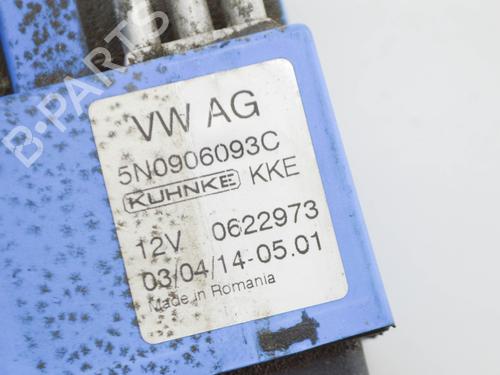 B-PARTS
VW AG
5N0906093C
KUHNKE KKE
12V 0622973
03/04/14-05.01
Made in Romania